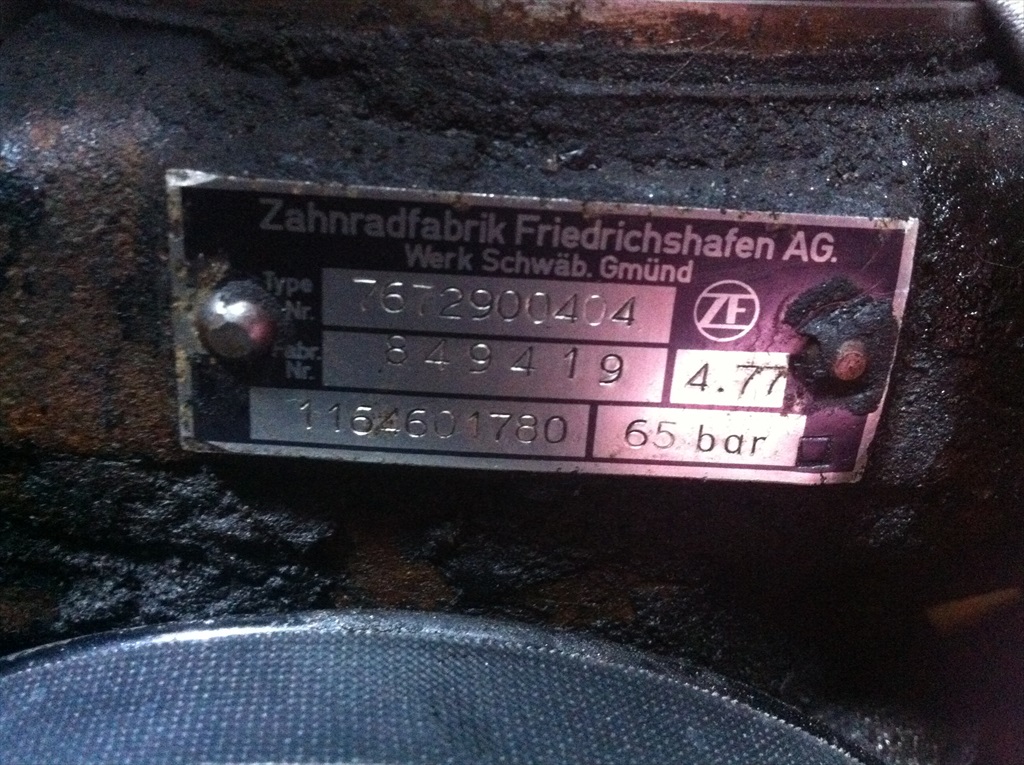 Zahnradfabrik Friedrichshafen AG.
Werk Schwäb. Gmünd
Type
-Nr. 7672900404
ZF
Fabr.
Nr. 849419 4.77
1164601780 65 bar